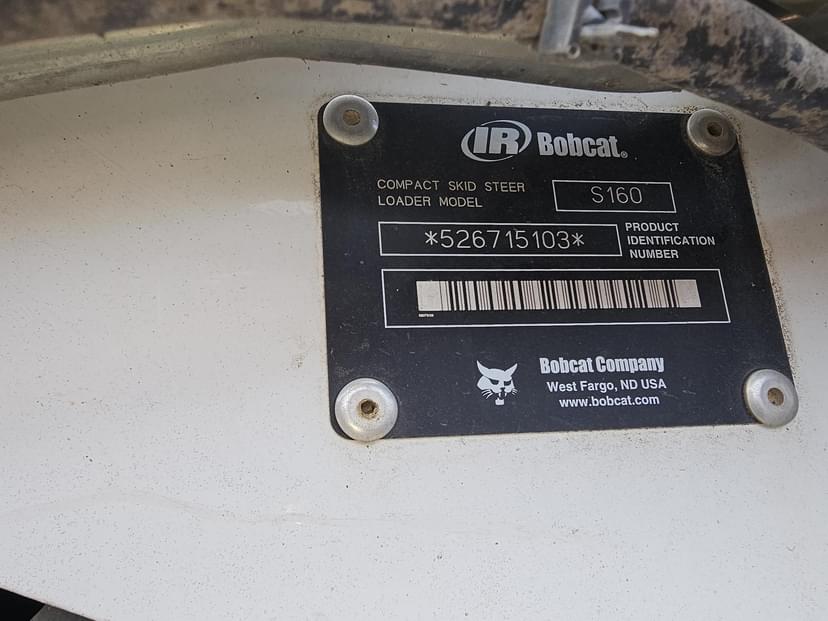 IR Bobcat®
COMPACT SKID STEER
LOADER MODEL
S160
*526715103*
PRODUCT
IDENTIFICATION
NUMBER
Bobcat Company
West Fargo, ND USA
www.bobcat.com